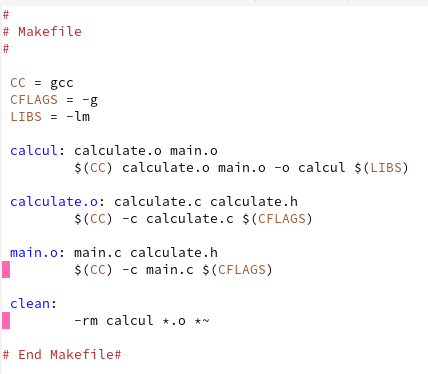 #
# Makefile
#
CC = gcc
CFLAGS = -g
LIBS = -lm
calcul: calculate.o main.o
$(CC) calculate.o main.o -o calcul $(LIBS)
calculate.o: calculate.c calculate.h
$(CC) -c calculate.c $(CFLAGS)
main.o: main.c calculate.h
$(CC) -c main.c $(CFLAGS)
clean:
-rm calcul *.o *~
# End Makefile#